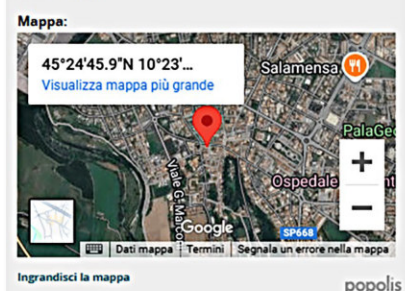 Mappa:
45°24'45.9"N 10°23'...
Visualizza mappa più grande
Salamensa
PalaGe
Ospedale
Viale G. Marconi
SP668
Google
Dati mappa
Termini
Segnala un errore nella mappa
Ingrandisci la mappa
popolis